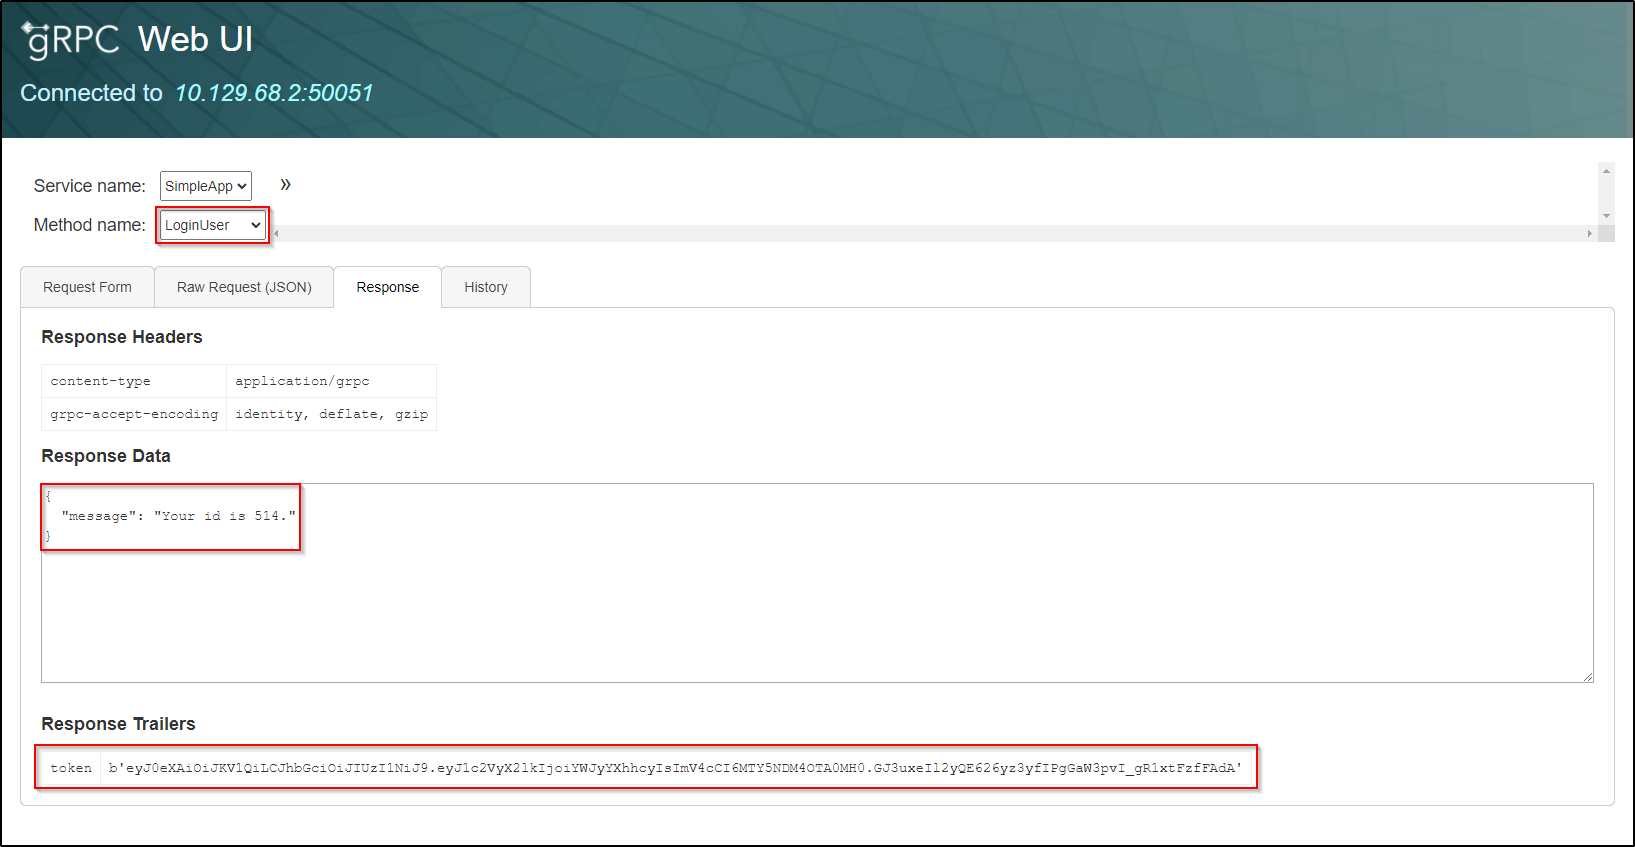 gRPC Web UI
Connected to 10.129.68.2:50051
Service name: SimpleApp »
Method name: LoginUser
Request Form Raw Request (JSON) Response History
Response Headers
content-type application/grpc
grpc-accept-encoding identity, deflate, gzip
Response Data
{
"message": "Your id is 514."
}
Response Trailers
token b'eyJ0eXAiOiJKV1QiLCJhbGciOiJIUzI1NiJ9.eyJ1c2VyX2lkIjoiYWJyYXhhcyIsImV4cCI6MTY5NDM4OTA0MH0.GJ3uxeIl2yQE626yz3yfIPgGaW3pvI_gR1xtFzfFAdA'